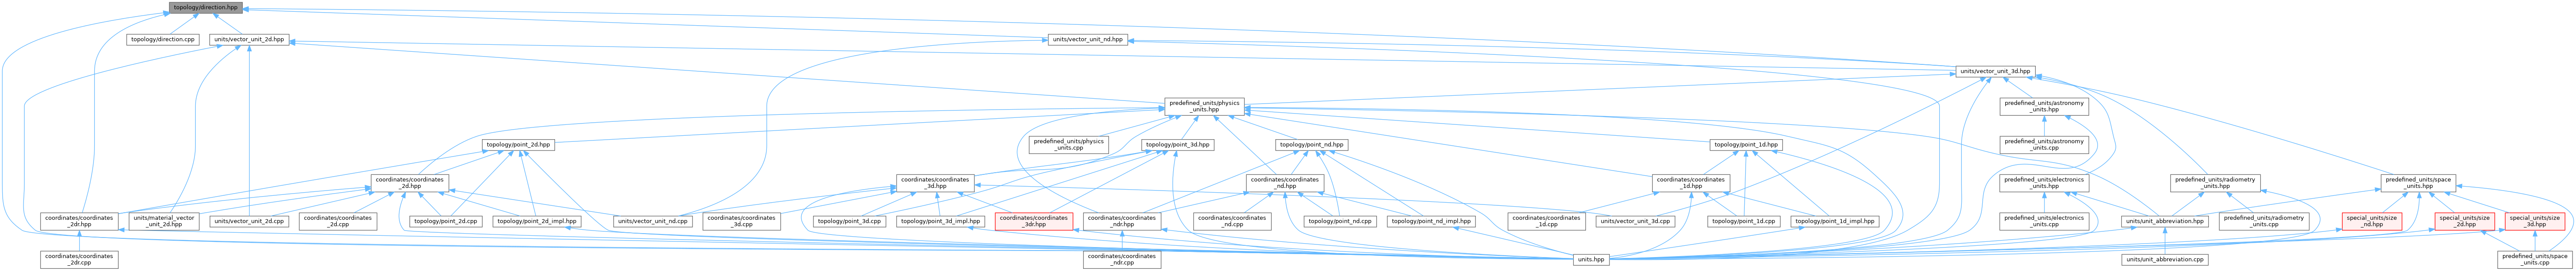 topology/direction.hpp
topology/direction.cpp
units/vector_unit_2d.hpp
units/vector_unit_nd.hpp
units/vector_unit_3d.hpp
predefined_units/physics
_units.hpp
predefined_units/astronomy
_units.hpp
topology/point_2d.hpp
predefined_units/physics
_units.cpp
topology/point_3d.hpp
topology/point_nd.hpp
topology/point_1d.hpp
predefined_units/astronomy
_units.cpp
coordinates/coordinates
_2d.hpp
coordinates/coordinates
_3d.hpp
coordinates/coordinates
_nd.hpp
coordinates/coordinates
_1d.hpp
predefined_units/electronics
_units.hpp
predefined_units/radiometry
_units.hpp
predefined_units/space
_units.hpp
coordinates/coordinates
_2dr.hpp
units/material_vector
_unit_2d.hpp
units/vector_unit_2d.cpp
coordinates/coordinates
_2d.cpp
topology/point_2d.cpp
topology/point_2d_impl.hpp
units/vector_unit_nd.cpp
coordinates/coordinates
_3d.cpp
topology/point_3d.cpp
topology/point_3d_impl.hpp
coordinates/coordinates
_3dr.hpp
coordinates/coordinates
_ndr.hpp
coordinates/coordinates
_nd.cpp
topology/point_nd.cpp
topology/point_nd_impl.hpp
units/vector_unit_3d.cpp
coordinates/coordinates
_1d.cpp
topology/point_1d.cpp
topology/point_1d_impl.hpp
predefined_units/electronics
_units.cpp
units/unit_abbreviation.hpp
predefined_units/radiometry
_units.cpp
special_units/size
_nd.hpp
special_units/size
_2d.hpp
special_units/size
_3d.hpp
coordinates/coordinates
_2dr.cpp
coordinates/coordinates
_ndr.cpp
units.hpp
units/unit_abbreviation.cpp
predefined_units/space
_units.cpp